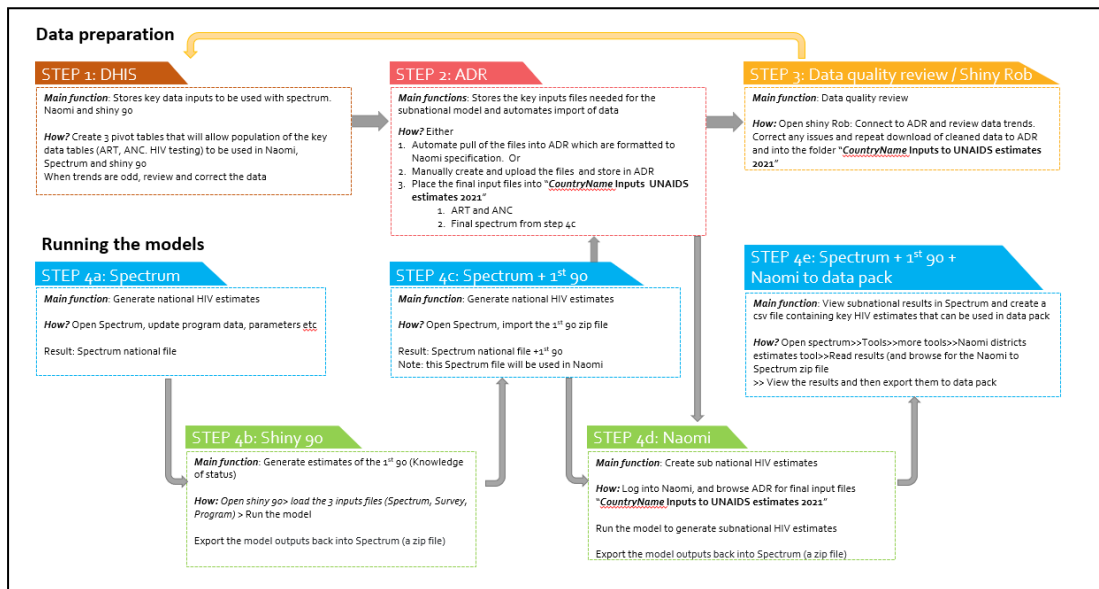 Data preparation
STEP 1: DHIS
Main function: Stores key data inputs to be used with spectrum.
Naomi and shiny 90
How? Create 3 pivot tables that will allow population of the key
data tables (ART, ANC. HIV testing) to be used in Naomi,
Spectrum and shiny 90
When trends are odd, review and correct the data
STEP 2: ADR
Main functions: Stores the key inputs files needed for the
subnational model and automates import of data
How? Either
1. Automate pull of the files into ADR which are formatted to
Naomi specification. Or
2. Manually create and upload the files and store in ADR
3. Place the final input files into “CountryName Inputs UNAIDS
estimates 2021”
1. ART and ANC
2. Final spectrum from step 4c
STEP 3: Data quality review / Shiny Rob
Main function: Data quality review
How: Open shiny Rob: Connect to ADR and review data trends.
Correct any issues and repeat download of cleaned data to ADR
and into the folder “CountryName Inputs to UNAIDS estimates
2021”
Running the models
STEP 4a: Spectrum
Main function: Generate national HIV estimates
How? Open Spectrum, update program data, parameters etc
Result: Spectrum national file
STEP 4c: Spectrum + 1st 90
Main function: Generate national HIV estimates
How? Open Spectrum, import the 1st 90 zip file
Result: Spectrum national file +1st 90
Note: this Spectrum file will be used in Naomi
STEP 4e: Spectrum + 1st 90 +
Naomi to data pack
Main function: View subnational results in Spectrum and create a
csv file containing key HIV estimates that can be used in data pack
How? Open spectrum>>Tools>>more tools>>Naomi districts
estimates tool>>Read results (and browse for the Naomi to
Spectrum zip file
>> View the results and then export them to data pack
STEP 4b: Shiny 90
Main function: Generate estimates of the 1st 90 (Knowledge
of status)
How: Open shiny 90> load the 3 inputs files (Spectrum, Survey,
Program) > Run the model
Export the model outputs back into Spectrum (a zip file)
STEP 4d: Naomi
Main function: Create sub national HIV estimates
How: Log into Naomi, and browse ADR for final input files
“CountryName Inputs to UNAIDS estimates 2021”
Run the model to generate subnational HIV estimates
Export the model outputs back into Spectrum (a zip file)